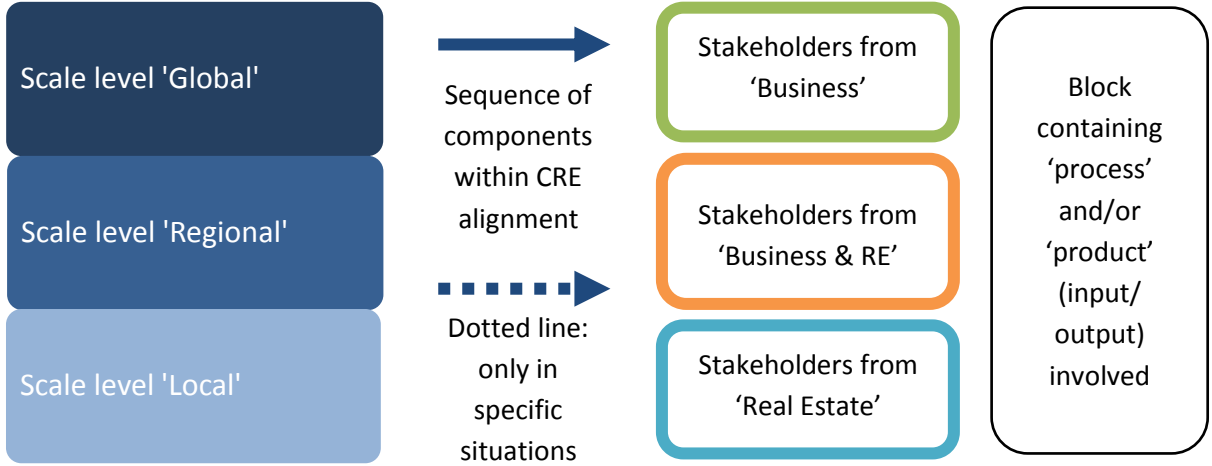 Scale level 'Global'
Scale level 'Regional'
Scale level 'Local'
Sequence of
components
within CRE
alignment
Dotted line:
only in
specific
situations
Stakeholders from
‘Business’
Stakeholders from
‘Business & RE’
Stakeholders from
‘Real Estate’
Block
containing
‘process’
and/or
‘product’
(input/
output)
involved